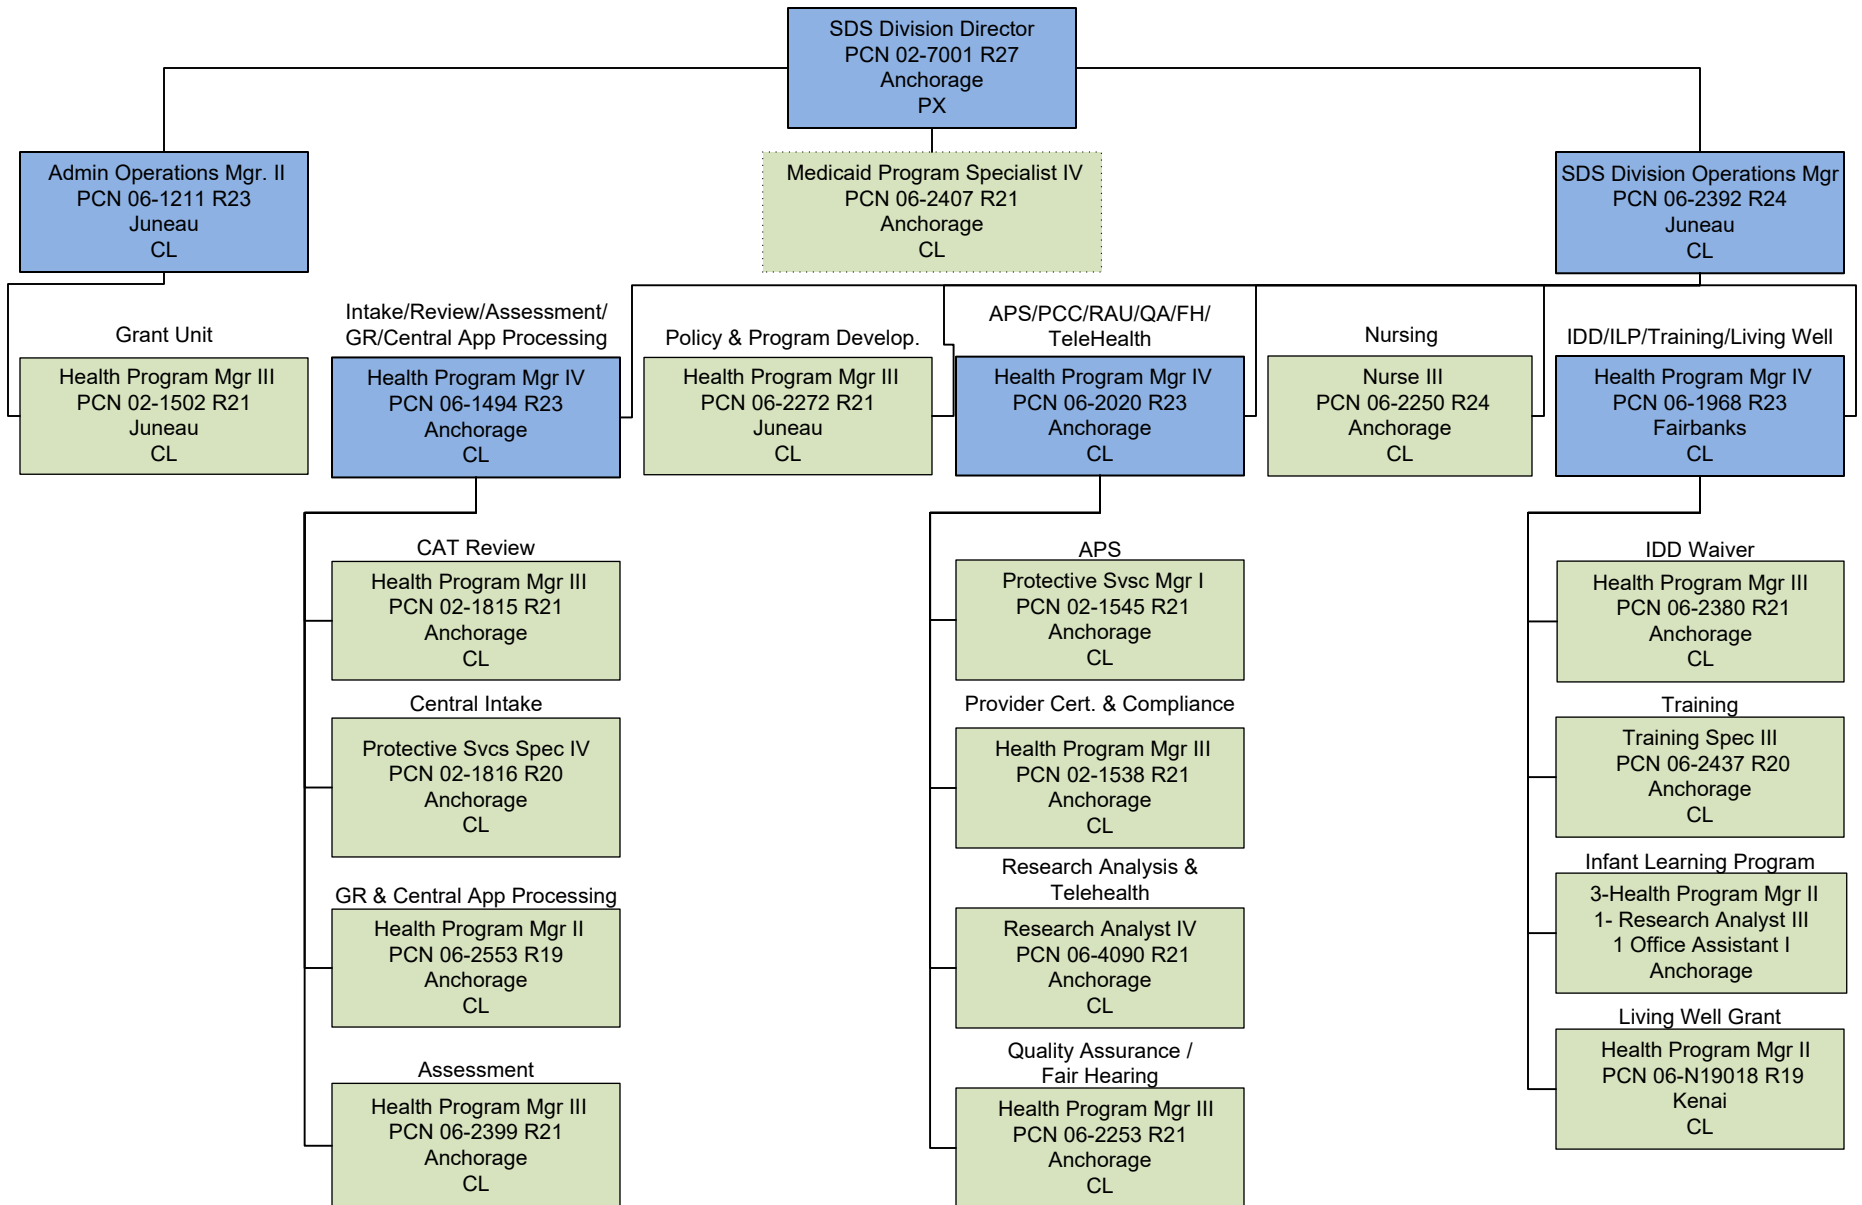 SDS Division Director
PCN 02-7001 R27
Anchorage
PX
Admin Operations Mgr. II
PCN 06-1211 R23
Juneau
CL
Medicaid Program Specialist IV
PCN 06-2407 R21
Anchorage
CL
SDS Division Operations Mgr
PCN 06-2392 R24
Juneau
CL
Grant Unit
Health Program Mgr III
PCN 02-1502 R21
Juneau
CL
Intake/Review/Assessment/
GR/Central App Processing
Health Program Mgr IV
PCN 06-1494 R23
Anchorage
CL
Policy & Program Develop.
Health Program Mgr III
PCN 06-2272 R21
Juneau
CL
APS/PCC/RAU/QA/FH/
TeleHealth
Health Program Mgr IV
PCN 06-2020 R23
Anchorage
CL
Nursing
Nurse III
PCN 06-2250 R24
Anchorage
CL
IDD/ILP/Training/Living Well
Health Program Mgr IV
PCN 06-1968 R23
Fairbanks
CL
CAT Review
Health Program Mgr III
PCN 02-1815 R21
Anchorage
CL
Central Intake
Protective Svcs Spec IV
PCN 02-1816 R20
Anchorage
CL
GR & Central App Processing
Health Program Mgr II
PCN 06-2553 R19
Anchorage
CL
Assessment
Health Program Mgr III
PCN 06-2399 R21
Anchorage
CL
APS
Protective Svsc Mgr I
PCN 02-1545 R21
Anchorage
CL
Provider Cert. & Compliance
Health Program Mgr III
PCN 02-1538 R21
Anchorage
CL
Research Analysis &
Telehealth
Research Analyst IV
PCN 06-4090 R21
Anchorage
CL
Quality Assurance /
Fair Hearing
Health Program Mgr III
PCN 06-2253 R21
Anchorage
CL
IDD Waiver
Health Program Mgr III
PCN 06-2380 R21
Anchorage
CL
Training
Training Spec III
PCN 06-2437 R20
Anchorage
CL
Infant Learning Program
3-Health Program Mgr II
1- Research Analyst III
1 Office Assistant I
Anchorage
Living Well Grant
Health Program Mgr II
PCN 06-N19018 R19
Kenai
CL